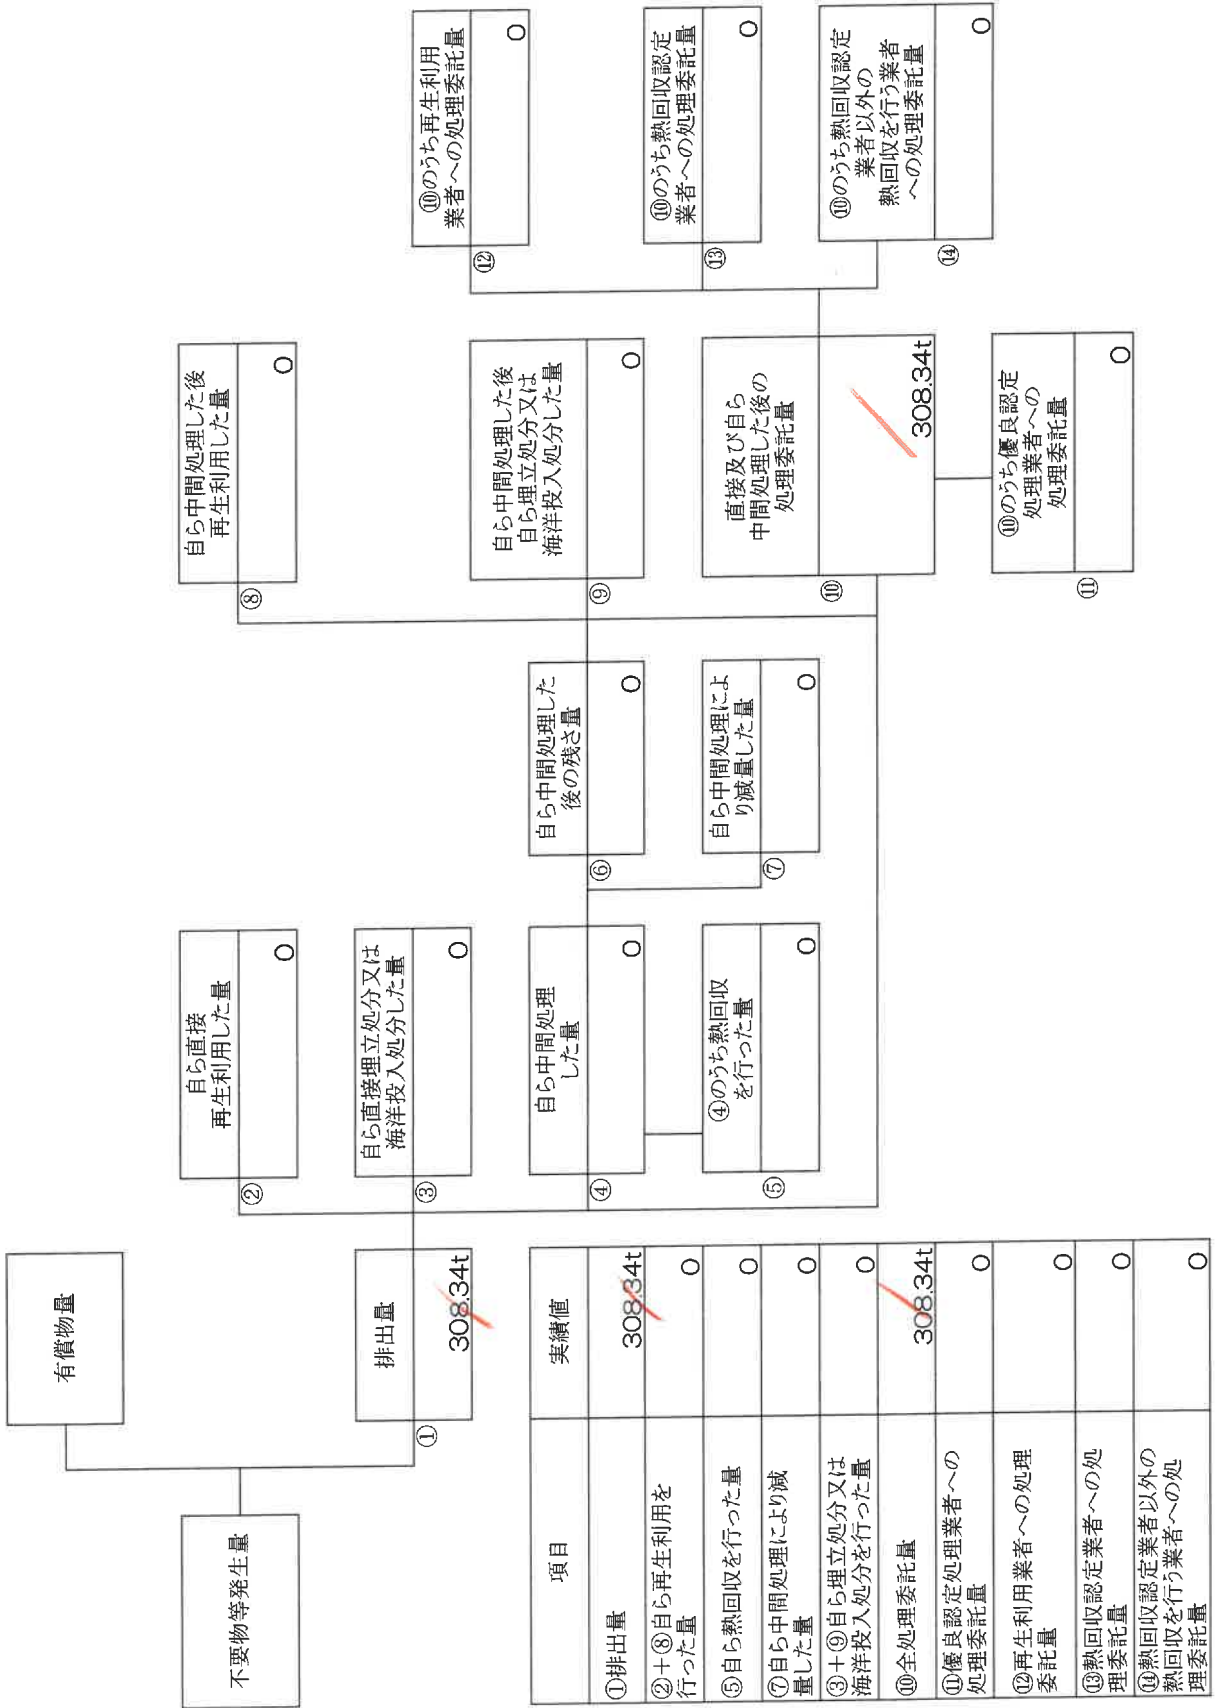 不要物等発生量
有償物量
①
排出量
308.34t
②
自ら直接
再生利用した量
0
③
自ら直接埋立処分又は
海洋投入処分した量
0
④
自ら中間処理
した量
0
⑤
④のうち熱回収
を行った量
0
⑥
自ら中間処理した
後の残さ量
0
⑦
自ら中間処理によ
り減量した量
0
⑧
自ら中間処理した後
再生利用した量
0
⑨
自ら中間処理した後
自ら埋立処分又は
海洋投入処分した量
0
⑩
直接及び自ら
中間処理した後の
処理委託量
308.34t
⑪
⑩のうち優良認定
処理業者への
処理委託量
0
⑫
⑩のうち再生利用
業者への処理委託量
0
⑬
⑩のうち熱回収認定
業者への処理委託量
0
⑭
⑩のうち熱回収認定
業者以外の
熱回収を行う業者
への処理委託量
0
項目 実績値
①排出量 308.34t
②+⑧自ら再生利用を
行った量 0
⑤自ら熱回収を行った量 0
⑦自ら中間処理により減
量した量 0
③+⑨自ら埋立処分又は
海洋投入処分を行った量 0
⑩全処理委託量 308.34t
⑪優良認定処理業者への
処理委託量 0
⑫再生利用業者への処理
委託量 0
⑬熱回収認定業者への処
理委託量 0
⑭熱回収認定業者以外の
熱回収を行う業者への処
理委託量 0